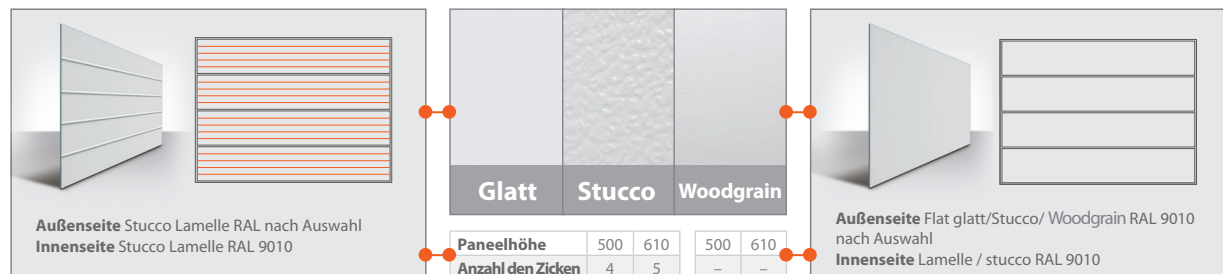 Außenseite Stucco Lamelle RAL nach Auswahl
Innenseite Stucco Lamelle RAL 9010
Glatt Stucco Woodgrain
Paneelhöhe 500 610 500 610
Anzahl den Zicken 4 5 – –
Außenseite Flat glatt/Stucco/ Woodgrain RAL 9010
nach Auswahl
Innenseite Lamelle / stucco RAL 9010